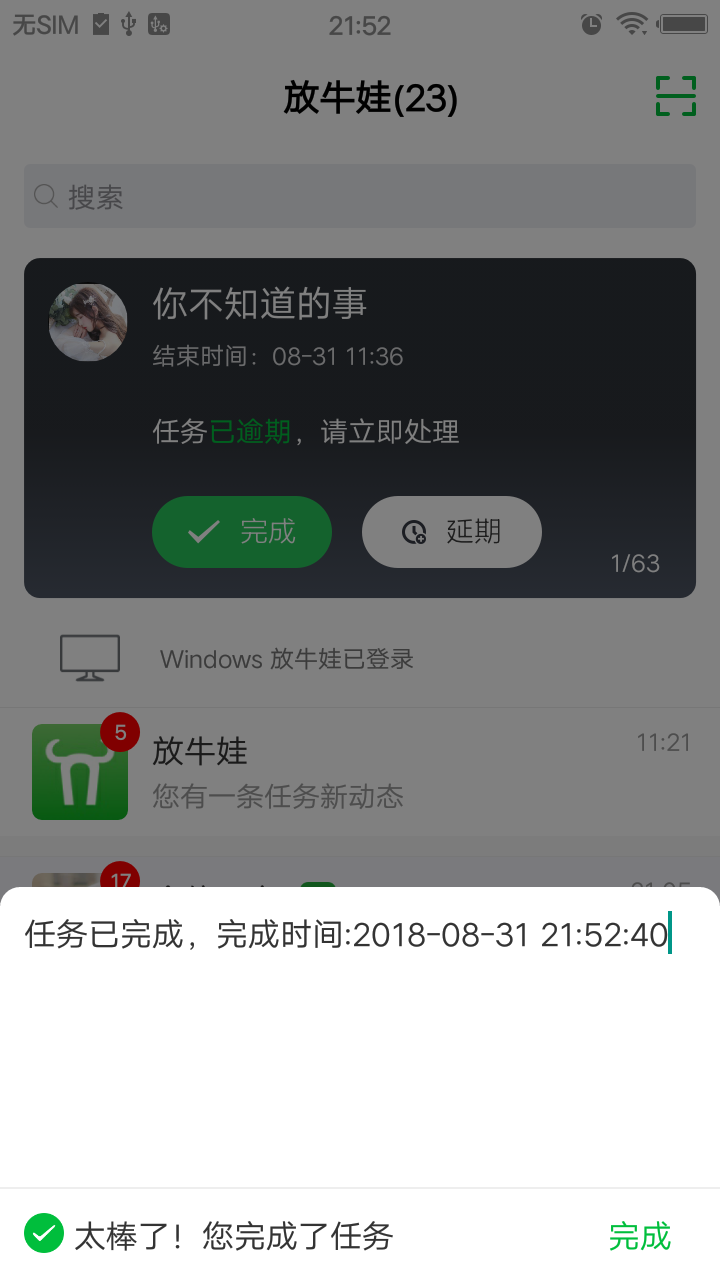 无SIM 21:52
放牛娃(23)
搜索
你不知道的事
结束时间：08-31 11:36
任务已逾期，请立即处理
完成 延期
1/63
Windows 放牛娃已登录
5
放牛娃 11:21
您有一条任务新动态
17
任务已完成，完成时间:2018-08-31 21:52:40
太棒了！您完成了任务 完成